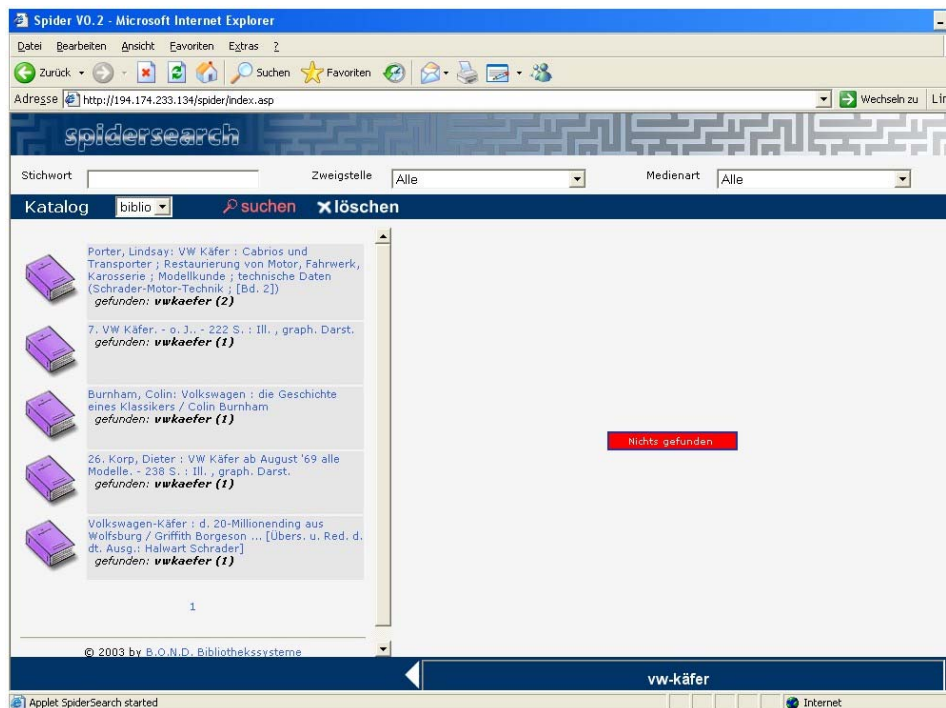 Spider V0.2 - Microsoft Internet Explorer
Datei Bearbeiten Ansicht Favoriten Extras ?
Zurück Suchen Favoriten
Adresse http://194.174.233.134/spider/index.asp Wechseln zu
spidersearch
Stichwort Zweigstelle Alle Medienart Alle
Katalog biblio suchen löschen
Porter, Lindsay: VW Käfer : Cabrios und
Transporter ; Restaurierung von Motor, Fahrwerk,
Karosserie ; Modellkunde ; technische Daten
(Schrader-Motor-Technik ; [Bd. 2])
gefunden: vwkaefer (2)
7. VW Käfer. - o. J.. - 222 S. : Ill. , graph. Darst.
gefunden: vwkaefer (1)
Burnham, Colin: Volkswagen : die Geschichte
eines Klassikers / Colin Burnham
gefunden: vwkaefer (1)
Nichts gefunden
26. Korp, Dieter : VW Käfer ab August '69 alle
Modelle. - 238 S. : Ill. , graph. Darst.
gefunden: vwkaefer (1)
Volkswagen-Käfer : d. 20-Millionending aus
Wolfsburg / Griffith Borgeson ... [Übers. u. Red. d.
dt. Ausg.: Halwart Schrader]
gefunden: vwkaefer (1)
1
© 2003 by B.O.N.D. Bibliothekssysteme
vw-käfer
Applet SpiderSearch started Internet